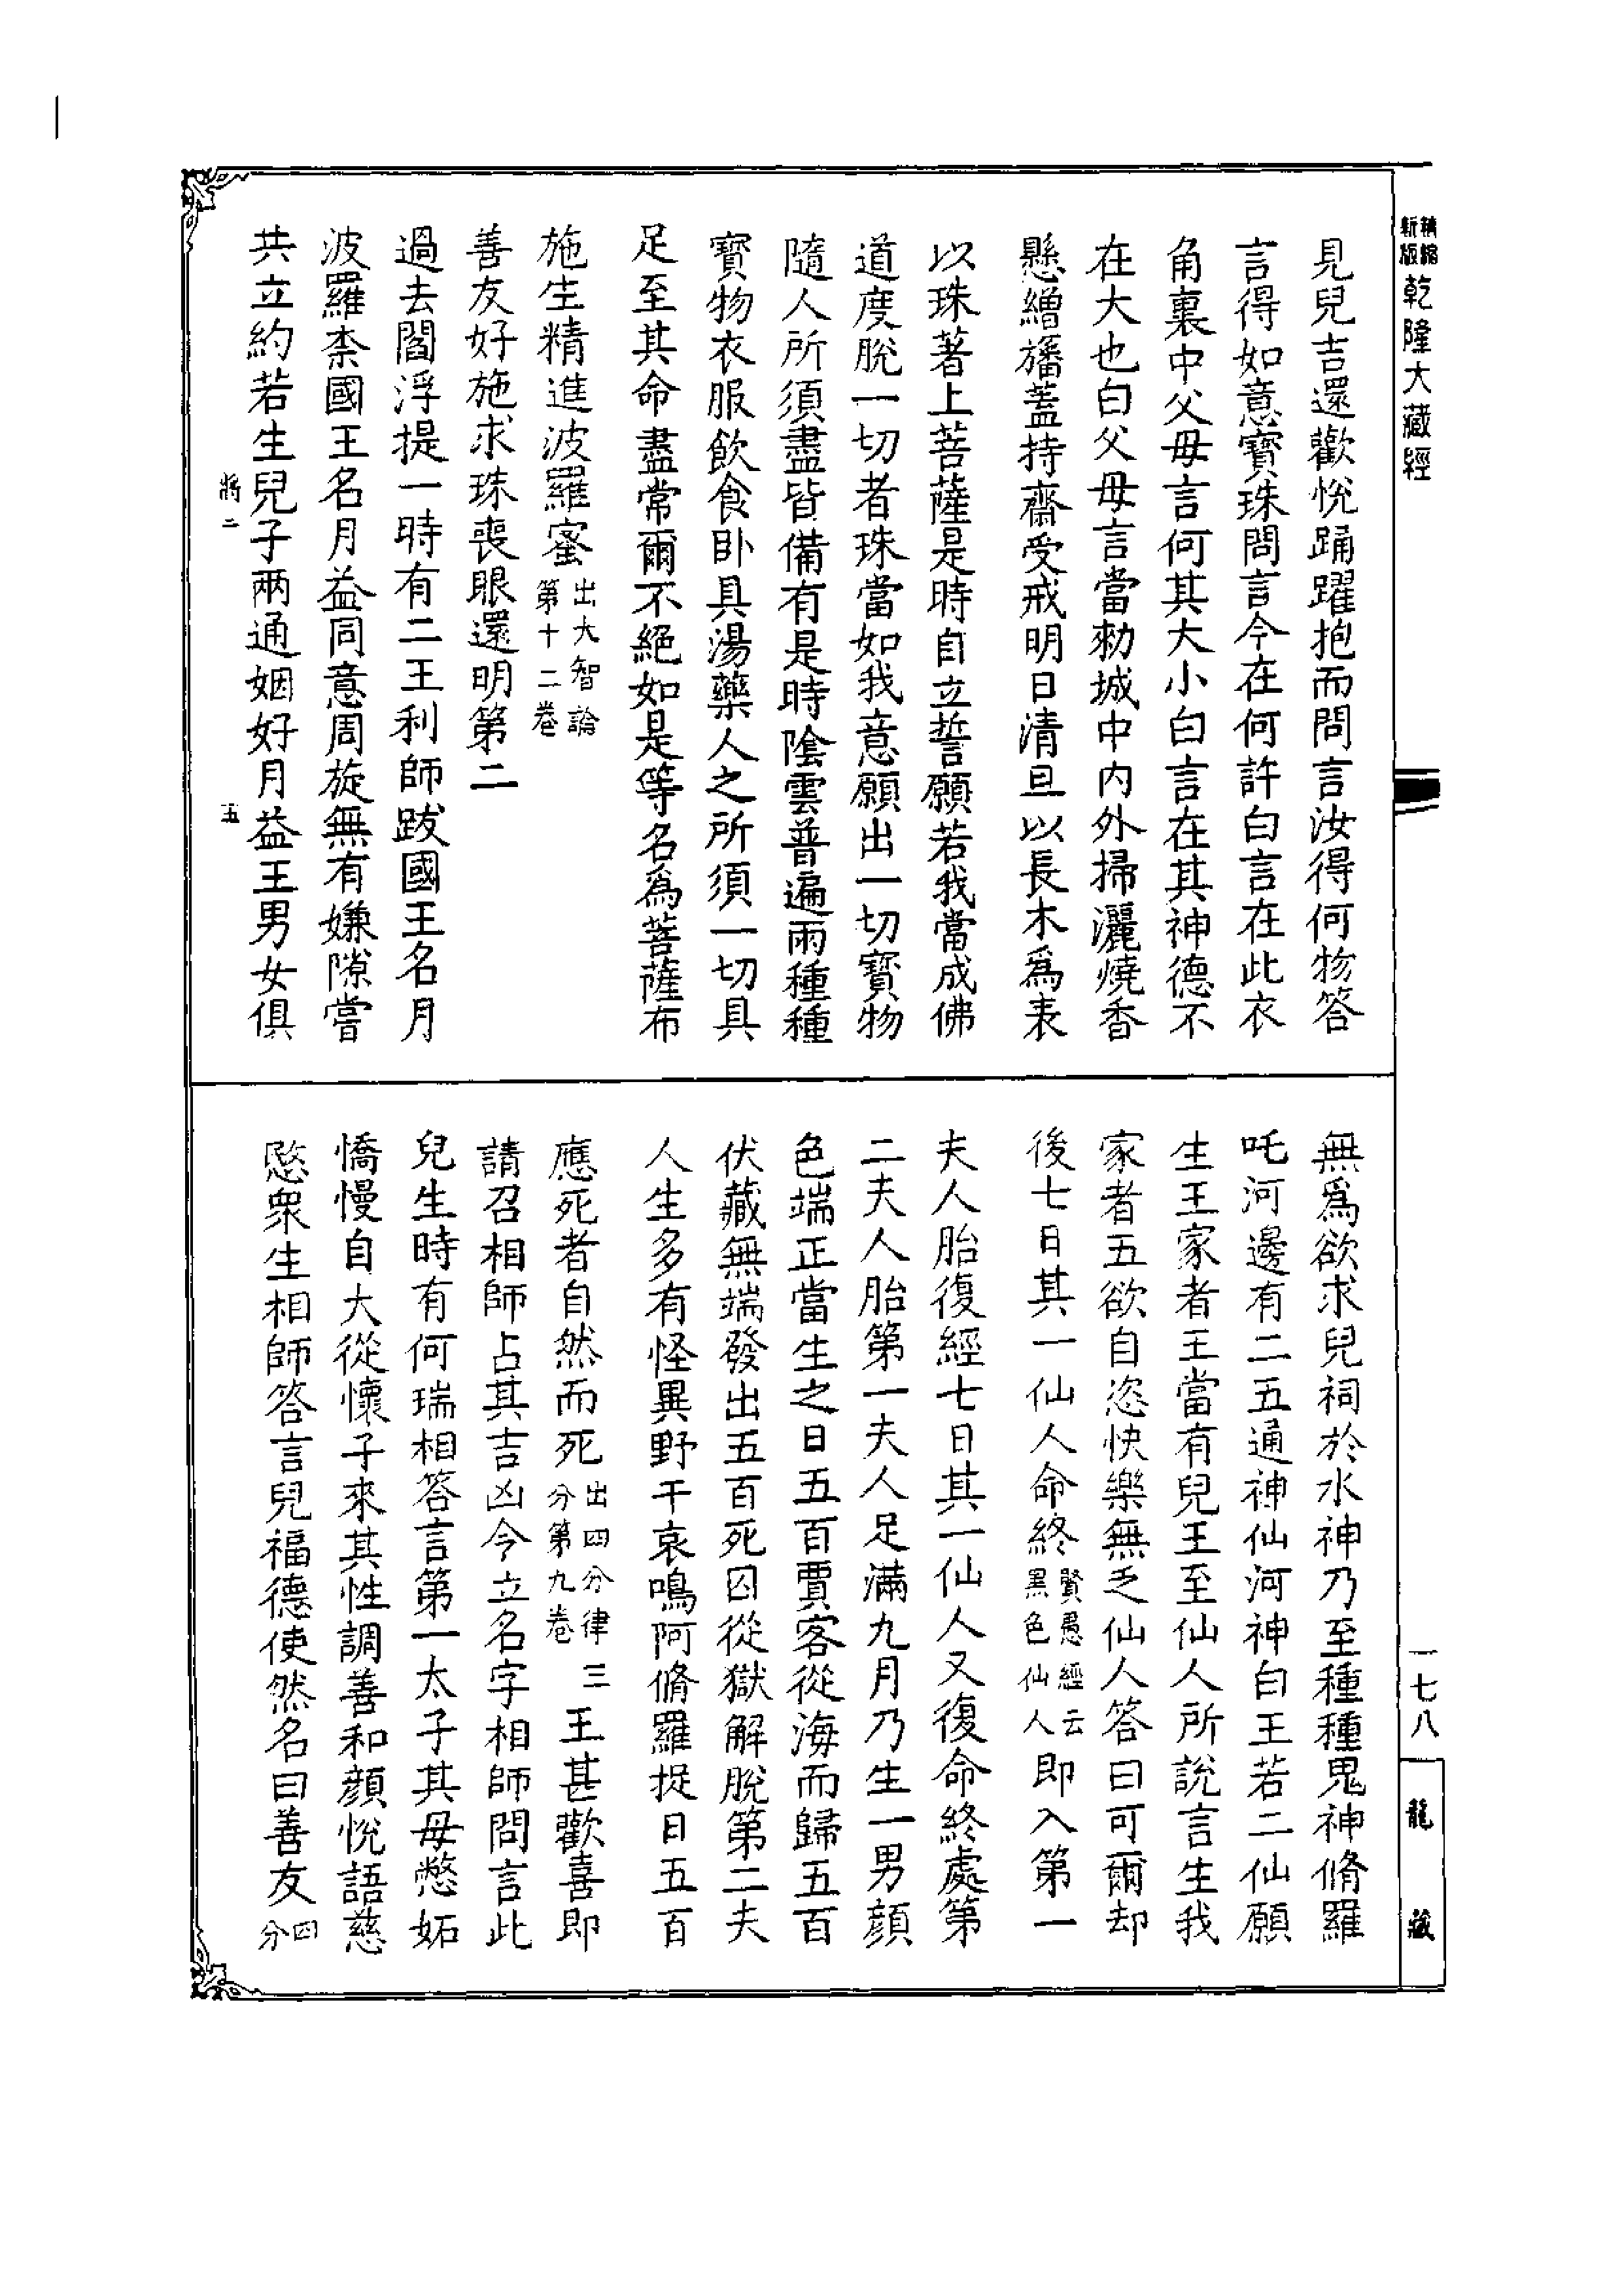 精縮新版
乾隆大藏經
見兒吉還歡悅踊躍抱而問言汝得何物答
言得如意寶珠問言今在何許白言在此衣
角裏中父母言何其大小白言在其神德不
在大也白父母言當勑城中内外掃灑燒香
懸繒旛蓋持齋受戒明日清旦以長木爲表
以珠著上菩薩是時自立誓願若我當成佛
道度脫一切者珠當如我意願出一切寶物
隨人所須盡皆備有是時陰雲普遍雨種種
寶物衣服飲食卧具湯藥人之所須一切具
足至其命盡常爾不絕如是等名爲菩薩布
施生精進波羅蜜出大智論第十二卷
善友好施求珠喪眼還明第二
過去閻浮提一時有二王利師跋國王名月
波羅柰國王名月益同意周旋無有嫌隙嘗
共立約若生兒子兩通姻好月益王男女俱
將二
五
無爲欲求兒祠於水神乃至種種鬼神脩羅
吒河邊有二五通神仙河神白王若二仙願
生王家者王當有兒王至仙人所說言生我
家者五欲自恣快樂無乏仙人答曰可爾却
後七日其一仙人命終賢愚經云黑色仙人即入第一
夫人胎復經七日其一仙人又復命終處第
二夫人胎第一夫人足滿九月乃生一男顔
色端正當生之日五百賈客從海而歸五百
伏藏無端發出五百死囚從獄解脫第二夫
人生多有怪異野干哀鳴阿脩羅捉日五百
應死者自然而死出四分律三分第九卷王甚歡喜即
請召相師占其吉凶今立名字相師問言此
兒生時有何瑞相答言第一太子其母憋妬
憍慢自大從懷子來其性調善和顔悅語慈
愍衆生相師答言兒福德使然名曰善友四分
一七八
龍藏